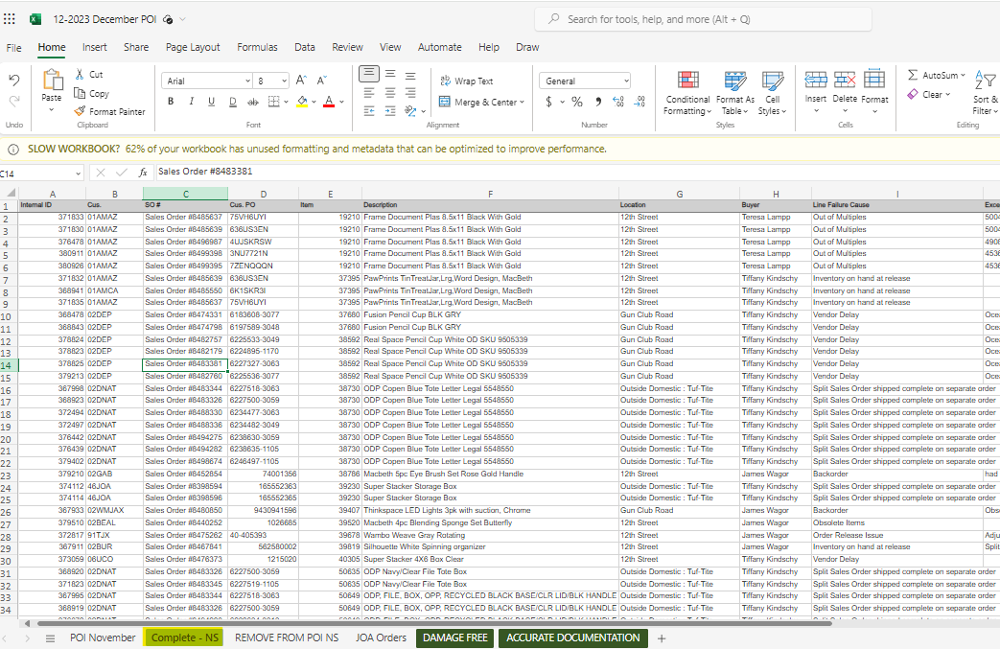 12-2023 December POI
Search for tools, help, and more (Alt + Q)
File Home Insert Share Page Layout Formulas Data Review View Automate Help Draw
Paste Cut Copy Format Painter
Arial 8 A^ A˅
B I U D ab A
Wrap Text
Merge & Center
General
$ % 9 .00
Conditional Formatting Format As Table Cell Styles
Insert Delete Format
AutoSum
Clear
Sort & Filter
Undo Clipboard Font Alignment Number Styles Cells Editing
SLOW WORKBOOK? 62% of your workbook has unused formatting and metadata that can be optimized to improve performance.
C14 fx Sales Order #8483381
A B C D E F G H I
1 Internal ID Cus. SO # Cus. PO Item Description Location Buyer Line Failure Cause Exce
2 371833 01AMAZ Sales Order #8485637 75VH6UYI 19210 Frame Document Plas 8.5x11 Black With Gold 12th Street Teresa Lampp Out of Multiples 5004
3 371830 01AMAZ Sales Order #8485639 636US3EN 19210 Frame Document Plas 8.5x11 Black With Gold 12th Street Teresa Lampp Out of Multiples 5004
4 376478 01AMAZ Sales Order #8496987 4UJSKRSW 19210 Frame Document Plas 8.5x11 Black With Gold 12th Street Teresa Lampp Out of Multiples 4906
5 380911 01AMAZ Sales Order #8499398 3NU7721N 19210 Frame Document Plas 8.5x11 Black With Gold 12th Street Teresa Lampp Out of Multiples 4536
6 380926 01AMAZ Sales Order #8499395 7ZENQQQN 19210 Frame Document Plas 8.5x11 Black With Gold 12th Street Teresa Lampp Out of Multiples 4536
7 371832 01AMAZ Sales Order #8485639 636US3EN 37395 PawPrints TinTreatJar,Lrg,Word Design, MacBeth 12th Street Tiffany Kindschy Inventory on hand at release
8 368941 01AMCA Sales Order #8485550 6K1SKR3I 37395 PawPrints TinTreatJar,Lrg,Word Design, MacBeth 12th Street Tiffany Kindschy Inventory on hand at release
9 371835 01AMAZ Sales Order #8485637 75VH6UYI 37395 PawPrints TinTreatJar,Lrg,Word Design, MacBeth 12th Street Tiffany Kindschy Inventory on hand at release
10 368478 02DEP Sales Order #8474331 6183608-3077 37680 Fusion Pencil Cup BLK GRY Gun Club Road Tiffany Kindschy Vendor Delay Ocea
11 368843 02DEP Sales Order #8474798 6197589-3048 37680 Fusion Pencil Cup BLK GRY Gun Club Road Tiffany Kindschy Vendor Delay Ocea
12 378824 02DEP Sales Order #8482757 6225533-3049 38592 Real Space Pencil Cup White OD SKU 9505339 Gun Club Road Tiffany Kindschy Vendor Delay Ocea
13 378823 02DEP Sales Order #8482179 6224895-1170 38592 Real Space Pencil Cup White OD SKU 9505339 Gun Club Road Tiffany Kindschy Vendor Delay Ocea
14 378825 02DEP Sales Order #8483381 6227327-3063 38592 Real Space Pencil Cup White OD SKU 9505339 Gun Club Road Tiffany Kindschy Vendor Delay Ocea
15 379213 02DEP Sales Order #8482760 6225536-3077 38592 Real Space Pencil Cup White OD SKU 9505339 Gun Club Road Tiffany Kindschy Vendor Delay Ocea
16 367998 02DNAT Sales Order #8483344 6227518-3063 38730 ODP Copen Blue Tote Letter Legal 5548550 Outside Domestic : Tuf-Tite Tiffany Kindschy Split Sales Order shipped complete on separate order
17 368923 02DNAT Sales Order #8483326 6227500-3059 38730 ODP Copen Blue Tote Letter Legal 5548550 Outside Domestic : Tuf-Tite Tiffany Kindschy Split Sales Order shipped complete on separate order
18 372494 02DNAT Sales Order #8488330 6234477-3063 38730 ODP Copen Blue Tote Letter Legal 5548550 Outside Domestic : Tuf-Tite Tiffany Kindschy Split Sales Order shipped complete on separate order
19 372497 02DNAT Sales Order #8488336 6234482-3049 38730 ODP Copen Blue Tote Letter Legal 5548550 Outside Domestic : Tuf-Tite Tiffany Kindschy Split Sales Order shipped complete on separate order
20 376442 02DNAT Sales Order #8494275 6238630-3059 38730 ODP Copen Blue Tote Letter Legal 5548550 Outside Domestic : Tuf-Tite Tiffany Kindschy Split Sales Order shipped complete on separate order
21 376439 02DNAT Sales Order #8494282 6238635-1105 38730 ODP Copen Blue Tote Letter Legal 5548550 Outside Domestic : Tuf-Tite Tiffany Kindschy Split Sales Order shipped complete on separate order
22 379402 02DNAT Sales Order #8498674 6246497-1105 38730 ODP Copen Blue Tote Letter Legal 5548550 Outside Domestic : Tuf-Tite Tiffany Kindschy Split Sales Order shipped complete on separate order
23 379210 02GAB Sales Order #8452854 74001356 38786 Macbeth 5pc Eye Brush Set Rose Gold Handle 12th Street James Wagor Backorder had
24 374112 46JOA Sales Order #8398594 165552363 39230 Super Stacker Storage Box Outside Domestic : Tuf-Tite James Wagor Split Sales Order shipped complete on separate order
25 374114 46JOA Sales Order #8398596 165552365 39230 Super Stacker Storage Box Outside Domestic : Tuf-Tite James Wagor Split Sales Order shipped complete on separate order
26 367933 02WMJAX Sales Order #8480850 9430941596 39407 Thinkspace LED Lights 3pk with suction, Chrome Gun Club Road James Wagor Backorder Obso
27 379510 02BEAL Sales Order #8440252 1026685 39520 Macbeth 4pc Blending Sponge Set Butterfly 12th Street James Wagor Obsolete Items
28 372817 91TJX Sales Order #8475262 40-405393 39678 Wambo Weave Gray Rotating 12th Street James Wagor Order Release Issue Adju
29 367911 02BUR Sales Order #8467841 562580002 39819 Silhouette White Spinning organizer 12th Street James Wagor Inventory on hand at release Split
30 373059 06UCO Sales Order #8476373 1215020 40305 Super Stacker 4X6 Box Clear 12th Street Tiffany Kindschy Vendor Delay
31 368920 02DNAT Sales Order #8483326 6227500-3059 50635 ODP Navy/Clear File Tote Box Outside Domestic : Tuf-Tite Tiffany Kindschy Split Sales Order shipped complete on separate order
32 371823 02DNAT Sales Order #8483345 6227519-1105 50635 ODP Navy/Clear File Tote Box Outside Domestic : Tuf-Tite Tiffany Kindschy Split Sales Order shipped complete on separate order
33 367995 02DNAT Sales Order #8483344 6227518-3063 50649 ODP, FILE, BOX, OPP, RECYCLED BLACK BASE/CLR LID/BLK HANDLE Outside Domestic : Tuf-Tite Tiffany Kindschy Split Sales Order shipped complete on separate order
34 368919 02DNAT Sales Order #8483326 6227500-3059 50649 ODP, FILE, BOX, OPP, RECYCLED BLACK BASE/CLR LID/BLK HANDLE Outside Domestic : Tuf-Tite Tiffany Kindschy Split Sales Order shipped complete on separate order
POI November Complete - NS REMOVE FROM POI NS JOA Orders DAMAGE FREE ACCURATE DOCUMENTATION